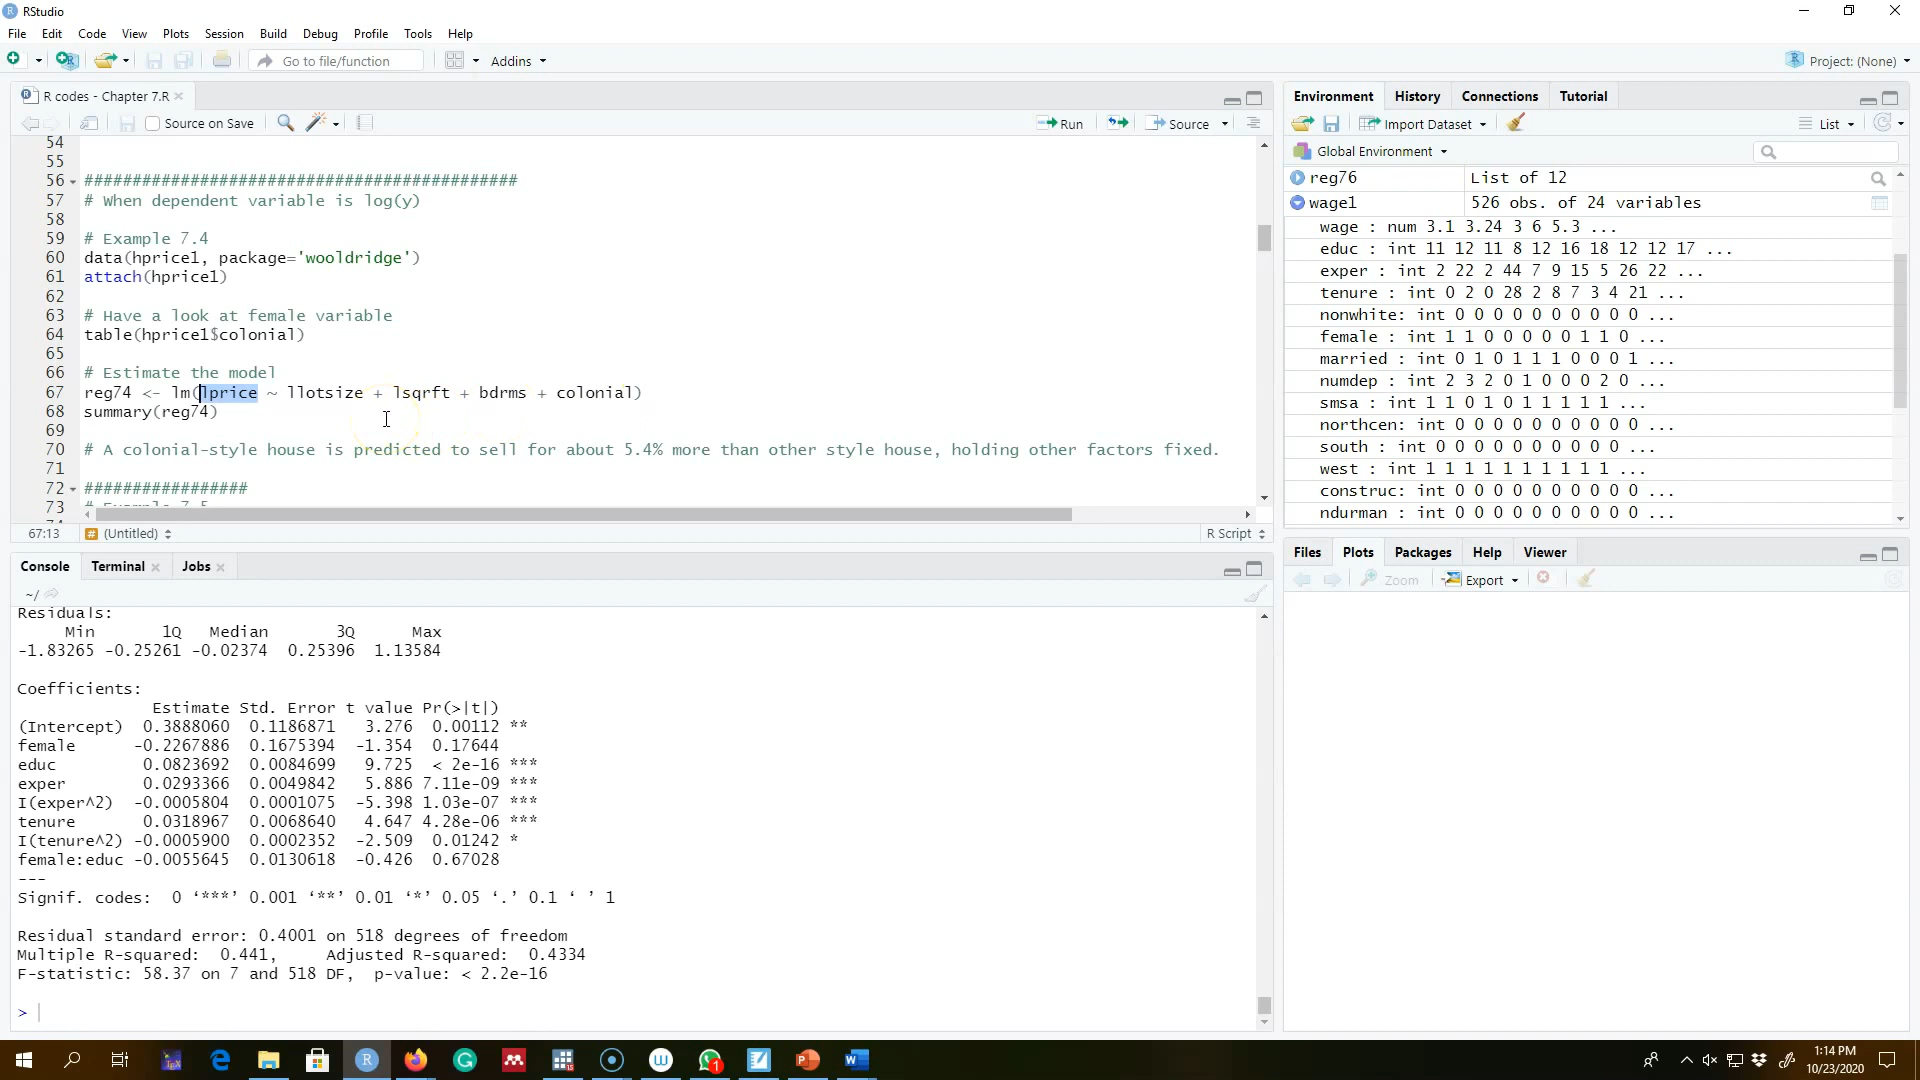 RStudio
File Edit Code View Plots Session Build Debug Profile Tools Help
Go to file/function
Addins
Project: (None)
R codes - Chapter 7.R
Source on Save
Run
Source
54
55
56 #############################################
57 # When dependent variable is log(y)
58
59 # Example 7.4
60 data(hprice1, package='wooldridge')
61 attach(hprice1)
62
63 # Have a look at female variable
64 table(hprice1$colonial)
65
66 # Estimate the model
67 reg74 <- lm(lprice ~ llotsize + lsqrft + bdrms + colonial)
68 summary(reg74)
69
70 # A colonial-style house is predicted to sell for about 5.4% more than other style house, holding other factors fixed.
71
72 #################
73 # Example 7.5
67:13 # (Untitled) R Script
Console Terminal Jobs
~/
Residuals:
Min 1Q Median 3Q Max
-1.83265 -0.25261 -0.02374 0.25396 1.13584
Coefficients:
Estimate Std. Error t value Pr(>|t|)
(Intercept) 0.3888060 0.1186871 3.276 0.00112 **
female -0.2267886 0.1675394 -1.354 0.17644
educ 0.0823692 0.0084699 9.725 < 2e-16 ***
exper 0.0293366 0.0049842 5.886 7.11e-09 ***
I(exper^2) -0.0005804 0.0001075 -5.398 1.03e-07 ***
tenure 0.0318967 0.0068640 4.647 4.28e-06 ***
I(tenure^2) -0.0005900 0.0002352 -2.509 0.01242 *
female:educ -0.0055645 0.0130618 -0.426 0.67028
---
Signif. codes: 0 ‘***’ 0.001 ‘**’ 0.01 ‘*’ 0.05 ‘.’ 0.1 ‘ ’ 1
Residual standard error: 0.4001 on 518 degrees of freedom
Multiple R-squared: 0.441, Adjusted R-squared: 0.4334
F-statistic: 58.37 on 7 and 518 DF, p-value: < 2.2e-16
>
Environment History Connections Tutorial
Import Dataset
List
Global Environment
reg76 List of 12
wage1 526 obs. of 24 variables
wage : num 3.1 3.24 3 6 5.3 ...
educ : int 11 12 11 8 12 16 18 12 12 17 ...
exper : int 2 22 2 44 7 9 15 5 26 22 ...
tenure : int 0 2 0 28 2 8 7 3 4 21 ...
nonwhite: int 0 0 0 0 0 0 0 0 0 0 ...
female : int 1 1 0 0 0 0 0 1 1 0 ...
married : int 0 1 0 1 1 1 0 0 0 1 ...
numdep : int 2 3 2 0 1 0 0 0 2 0 ...
smsa : int 1 1 0 1 0 1 1 1 1 1 ...
northcen: int 0 0 0 0 0 0 0 0 0 0 ...
south : int 0 0 0 0 0 0 0 0 0 0 ...
west : int 1 1 1 1 1 1 1 1 1 1 ...
construc: int 0 0 0 0 0 0 0 0 0 0 ...
ndurman : int 0 0 0 0 0 0 0 0 0 0 ...
Files Plots Packages Help Viewer
Zoom
Export
1:14 PM
10/23/2020